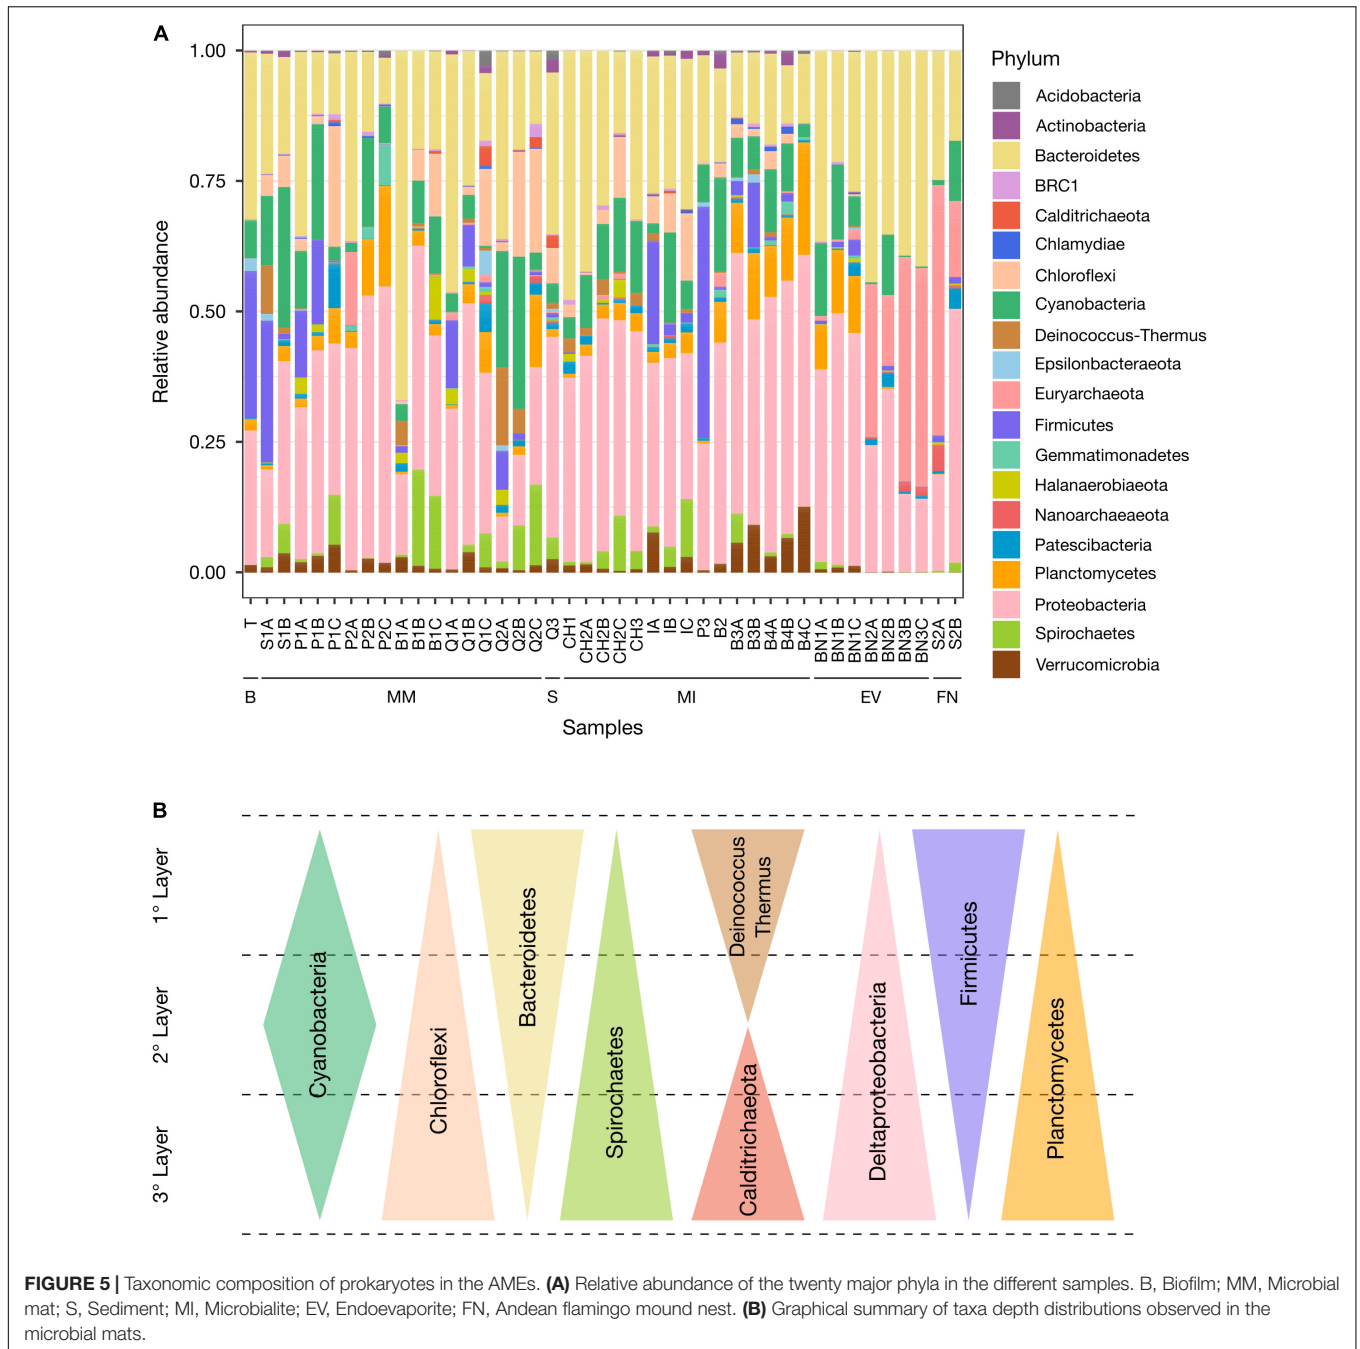 A
1.00
0.75
0.50
0.25
0.00
Relative abundance
T S1A S1B P1A P1B P1C P2A P2B P2C B1A B1B B1C Q1A Q1B Q1C Q2A Q2B Q2C Q3 CH1 CH2A CH2B CH2C CH3 IA IB IC P3 B2 B3A B3B B4A B4B B4C BN1A BN1B BN1C BN2A BN2B BN3B BN3C S2A S2B
B MM S MI EV FN
Samples
Phylum
Acidobacteria
Actinobacteria
Bacteroidetes
BRC1
Calditrichaeota
Chlamydiae
Chloroflexi
Cyanobacteria
Deinococcus-Thermus
Epsilonbacteraeota
Euryarchaeota
Firmicutes
Gemmatimonadetes
Halanaerobiaeota
Nanoarchaeaeota
Patescibacteria
Planctomycetes
Proteobacteria
Spirochaetes
Verrucomicrobia
B
1° Layer
2° Layer
3° Layer
Cyanobacteria
Chloroflexi
Bacteroidetes
Spirochaetes
Deinococcus
Thermus
Calditrichaeota
Deltaproteobacteria
Firmicutes
Planctomycetes
FIGURE 5 | Taxonomic composition of prokaryotes in the AMEs. (A) Relative abundance of the twenty major phyla in the different samples. B, Biofilm; MM, Microbial
mat; S, Sediment; MI, Microbialite; EV, Endoevaporite; FN, Andean flamingo mound nest. (B) Graphical summary of taxa depth distributions observed in the
microbial mats.